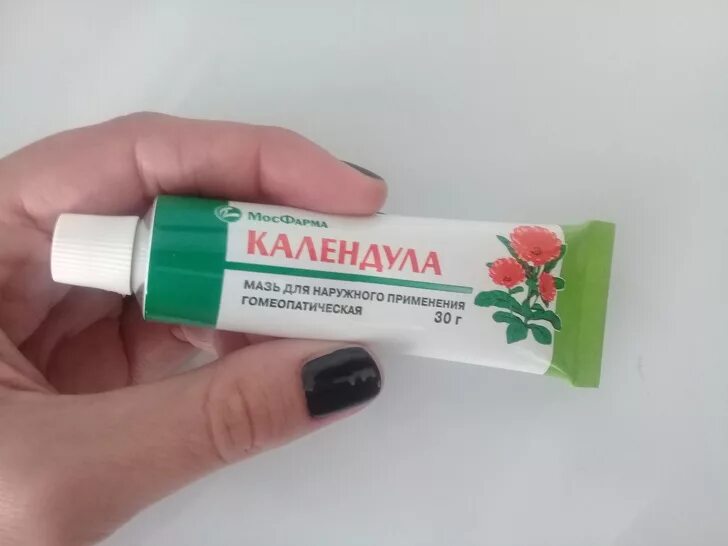 МосФарма
КАЛЕНДУЛА
МАЗЬ ДЛЯ НАРУЖНОГО ПРИМЕНЕНИЯ
ГОМЕОПАТИЧЕСКАЯ 30 г